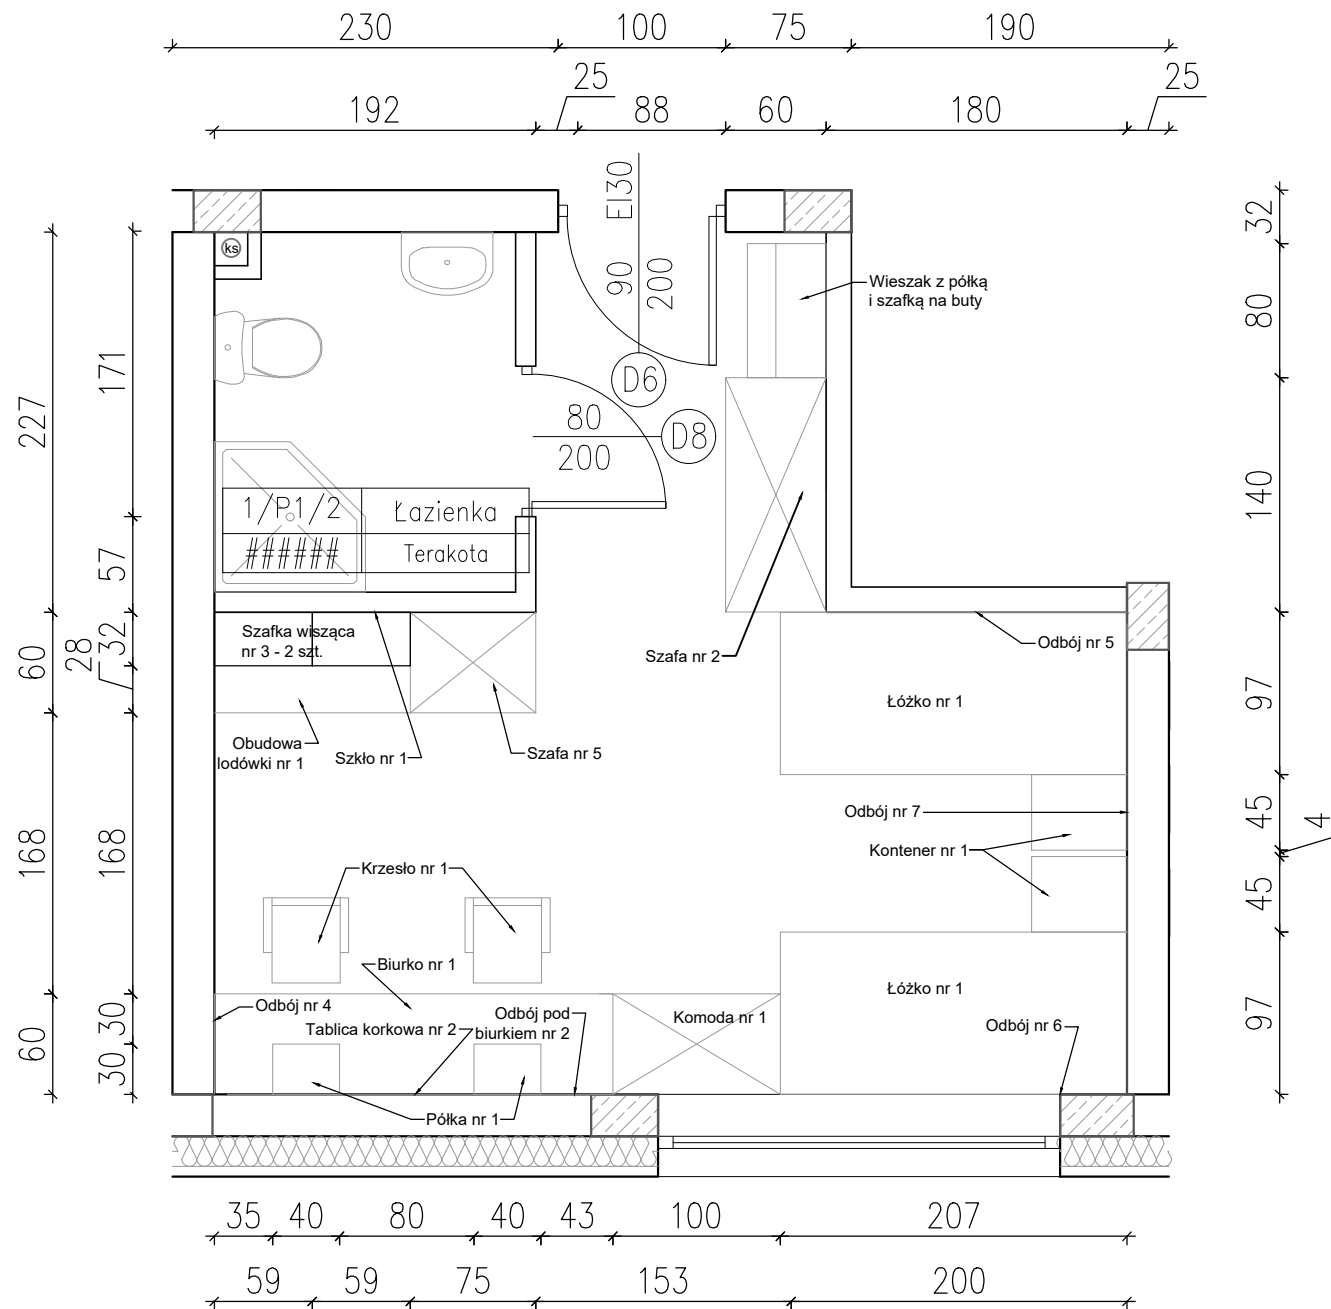 230 100 75 190
25 25
192 88 60 180
EI30
90
200
32
80
140
97
45
4
45
97
227
60
168
60
171
57
28
32
168
30
30
ks
Wieszak z półką
i szafką na buty
D6
80
200
D8
1/P1/2 Łazienka
###### Terakota
Szafka wisząca
nr 3 - 2 szt.
Szafa nr 2
Odbój nr 5
Łóżko nr 1
Obudowa
lodówki nr 1
Szkło nr 1
Szafa nr 5
Odbój nr 7
Kontener nr 1
Krzesło nr 1
Biurko nr 1
Odbój nr 4
Tablica korkowa nr 2
Odbój pod
biurkiem nr 2
Komoda nr 1
Łóżko nr 1
Odbój nr 6
Półka nr 1
35 40 80 40 43 100 207
59 59 75 153 200